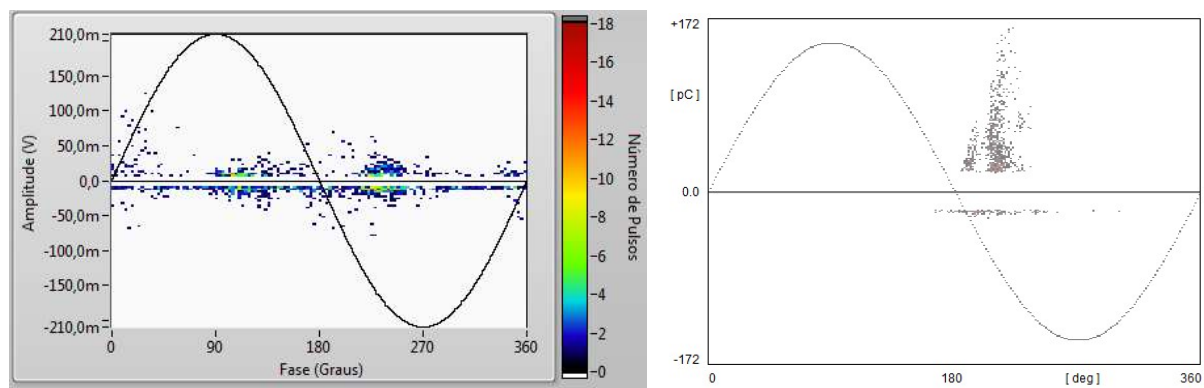 210,0m
150,0m
100,0m
50,0m
0,0
-50,0m
-100,0m
-150,0m
-210,0m
Amplitude (V)
0 90 180 270 360
Fase (Graus)
18
16
14
12
10
8
6
4
2
0
Número de Pulsos
+172
[ pC ]
0.0
-172
0 180 [ deg ] 360